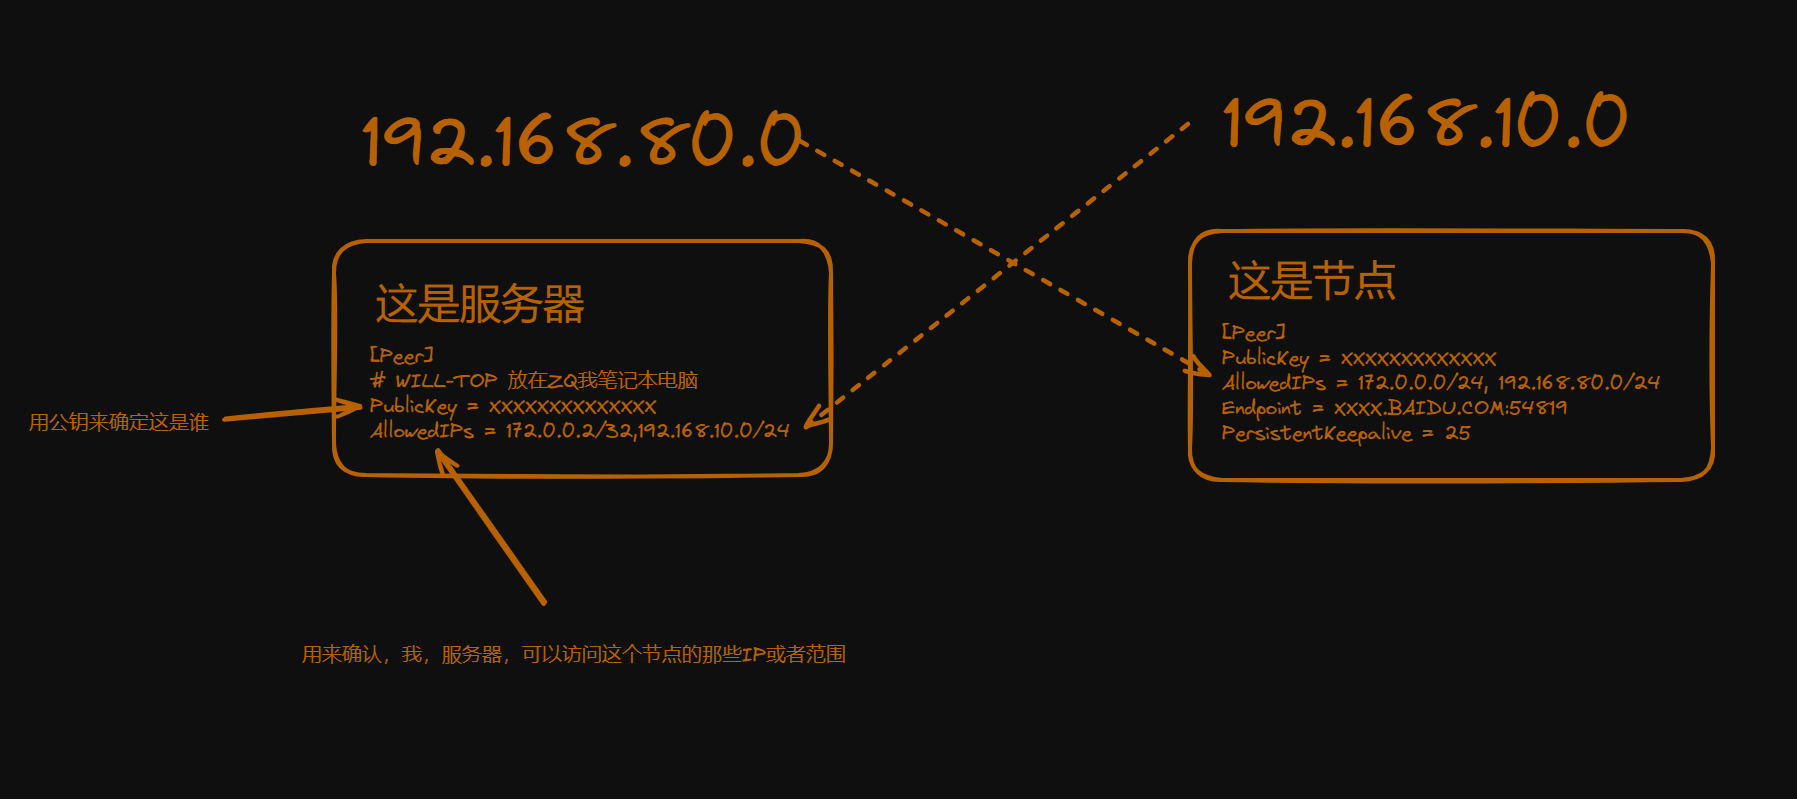 192.168.80.0
192.168.10.0
这是服务器
[Peer]
# WILL-TOP 放在ZQ我笔记本电脑
PublicKey = XXXXXXXXXXXXXX
AllowedIPs = 172.0.0.2/32,192.168.10.0/24
这是节点
[Peer]
PublicKey = XXXXXXXXXXXXX
AllowedIPs = 172.0.0.0/24, 192.168.80.0/24
Endpoint = XXXX.BAIDU.COM:54819
PersistentKeepalive = 25
用公钥来确定这是谁
用来确认，我，服务器，可以访问这个节点的那些IP或者范围